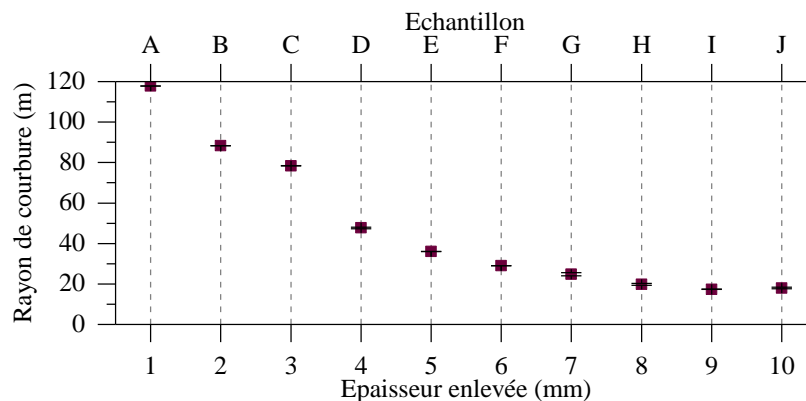 Echantillon
A B C D E F G H I J
Rayon de courbure (m)
120
100
80
60
40
20
0
1 2 3 4 5 6 7 8 9 10
Epaisseur enlevée (mm)